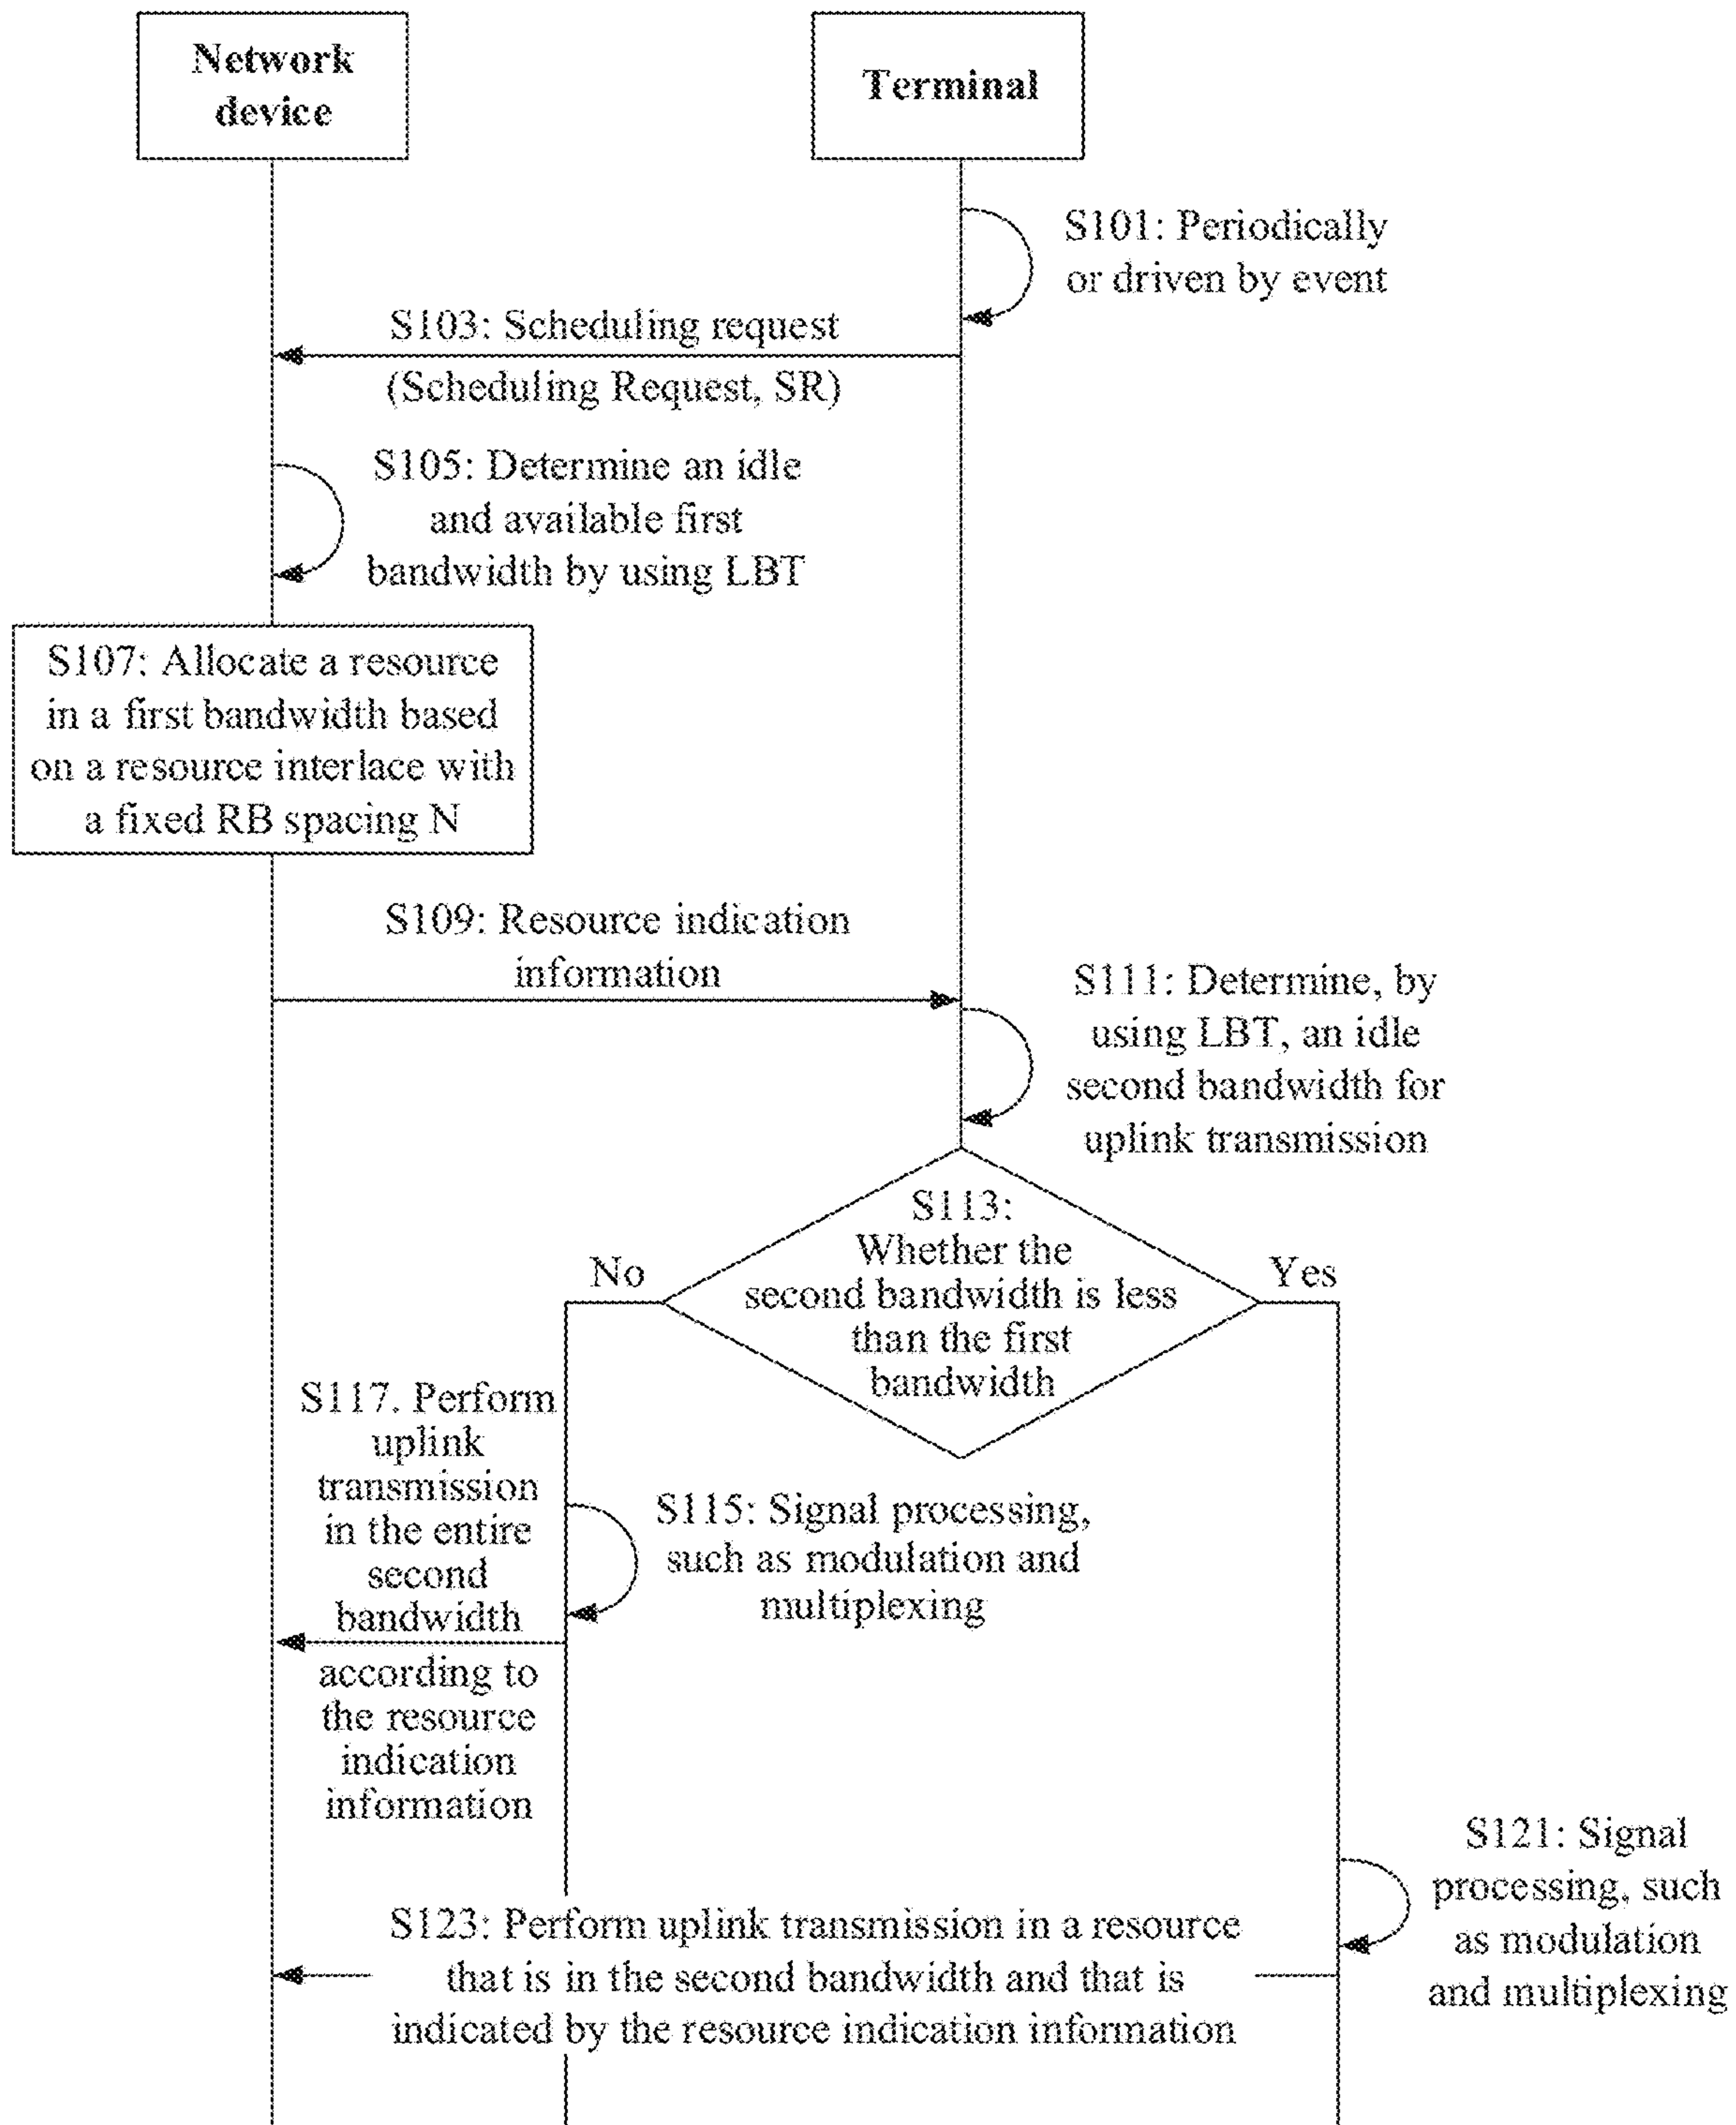 Network
device
Terminal
S101: Periodically
or driven by event
S103: Scheduling request
(Scheduling Request, SR)
S105: Determine an idle
and available first
bandwidth by using LBT
S107: Allocate a resource
in a first bandwidth based
on a resource interlace with
a fixed RB spacing N
S109: Resource indication
information
S111: Determine, by
using LBT, an idle
second bandwidth for
uplink transmission
S113:
Whether the
second bandwidth is less
than the first
bandwidth
No
Yes
S117. Perform
uplink
transmission
in the entire
second
bandwidth
according to
the resource
indication
information
S115: Signal processing,
such as modulation and
multiplexing
S121: Signal
processing, such
as modulation
and multiplexing
S123: Perform uplink transmission in a resource
that is in the second bandwidth and that is
indicated by the resource indication information